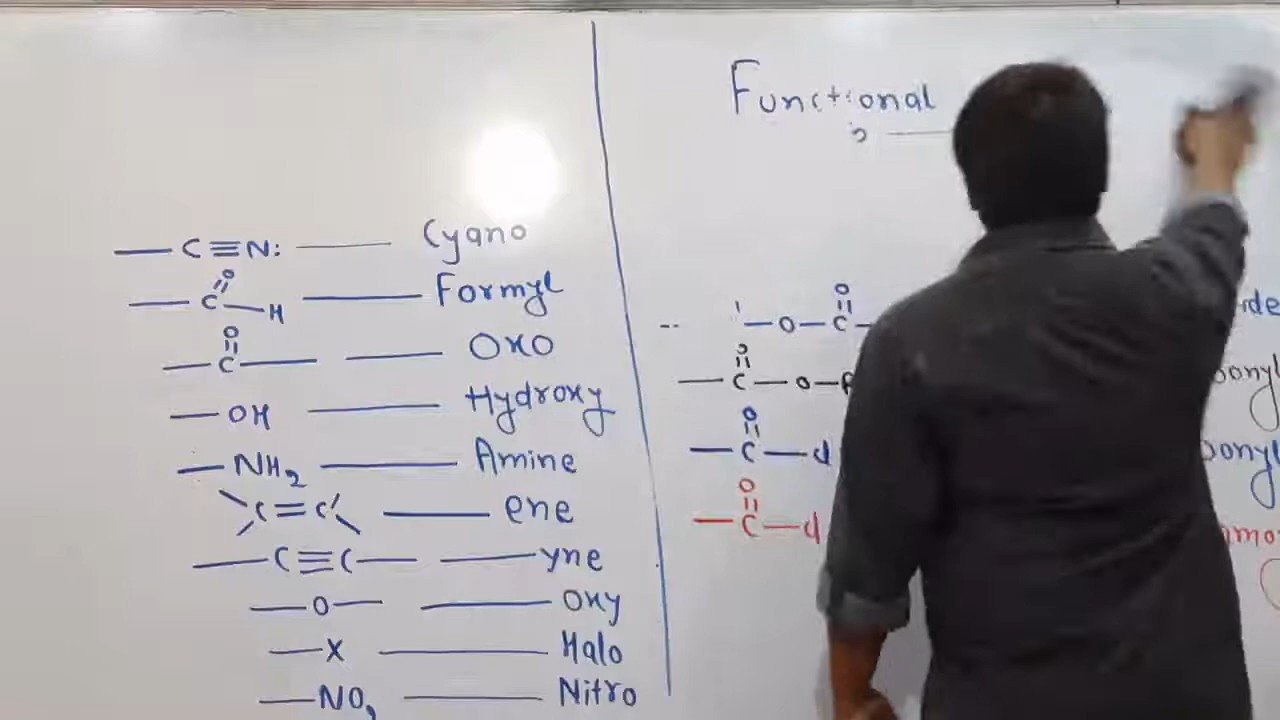 —C≡N: — Cyano
O
—C—H — Formyl
O
—C— — Oxo
—OH — Hydroxy
—NH₂ — Amine
C=C — ene
—C≡C— — yne
—O— — Oxy
—X — Halo
—NO₂ — Nitro
Functional
O
—O—C—
O
—C—O—
O
—C—Cl
O
—C—Cl